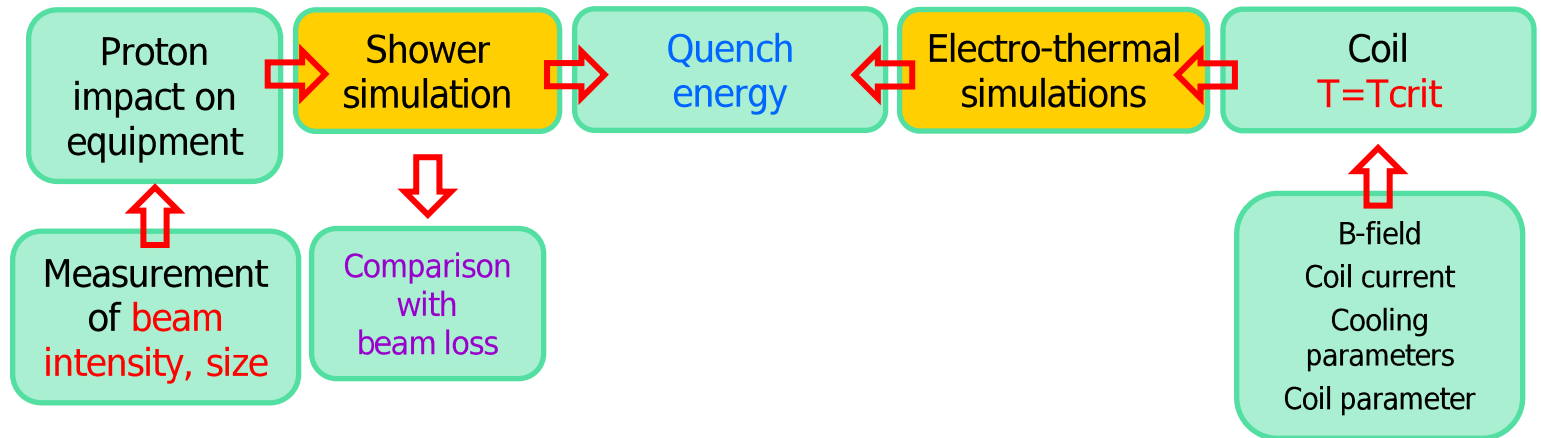 Proton
impact on
equipment
Shower
simulation
Quench
energy
Electro-thermal
simulations
Coil
T=Tcrit
Measurement
of beam
intensity, size
Comparison
with
beam loss
B-field
Coil current
Cooling
parameters
Coil parameter